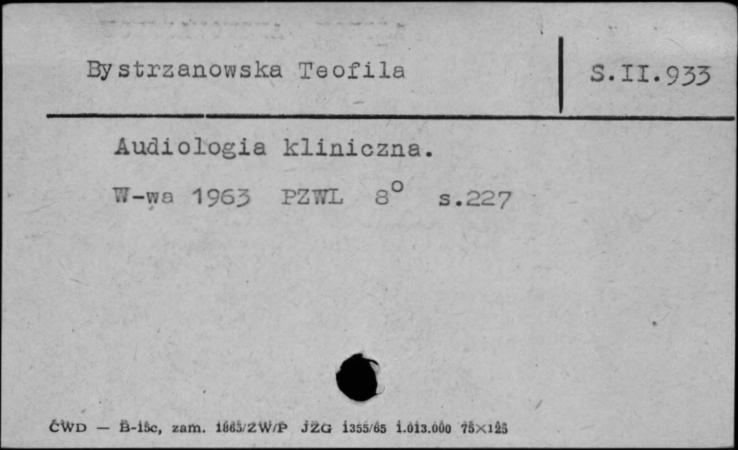 Bystrzanowska Teofila
S.II.933
Audiologia kliniczna.
W-wa 1963 PZWL 8° s.227
ĆWD — B-15c, zam. 1865/ZW/P JZG 1355/65 1.013.000 75×125